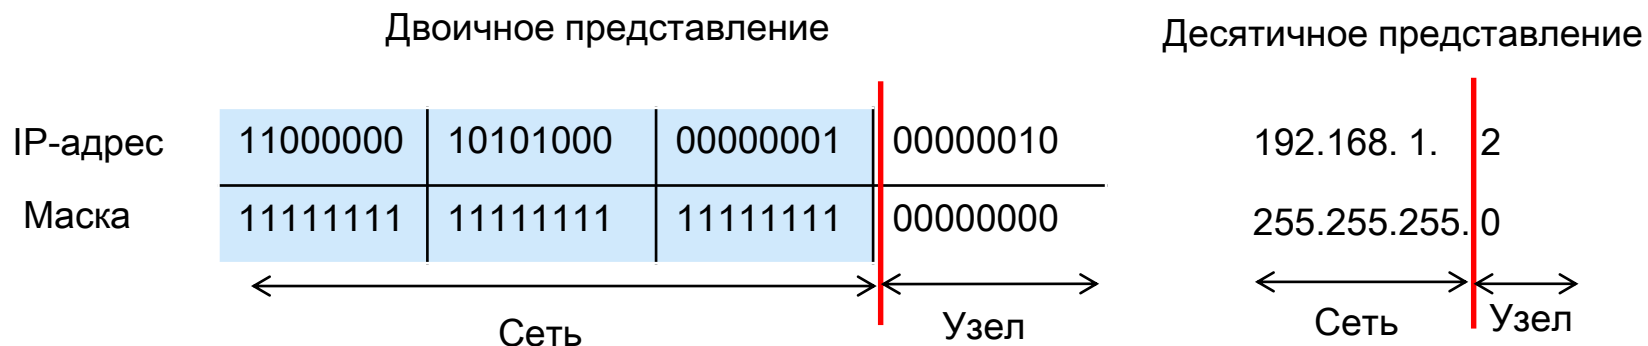 Двоичное представление Десятичное представление
IP-адрес 11000000 10101000 00000001 00000010 192.168. 1. 2
Маска 11111111 11111111 11111111 00000000 255.255.255. 0
Сеть Узел Сеть Узел